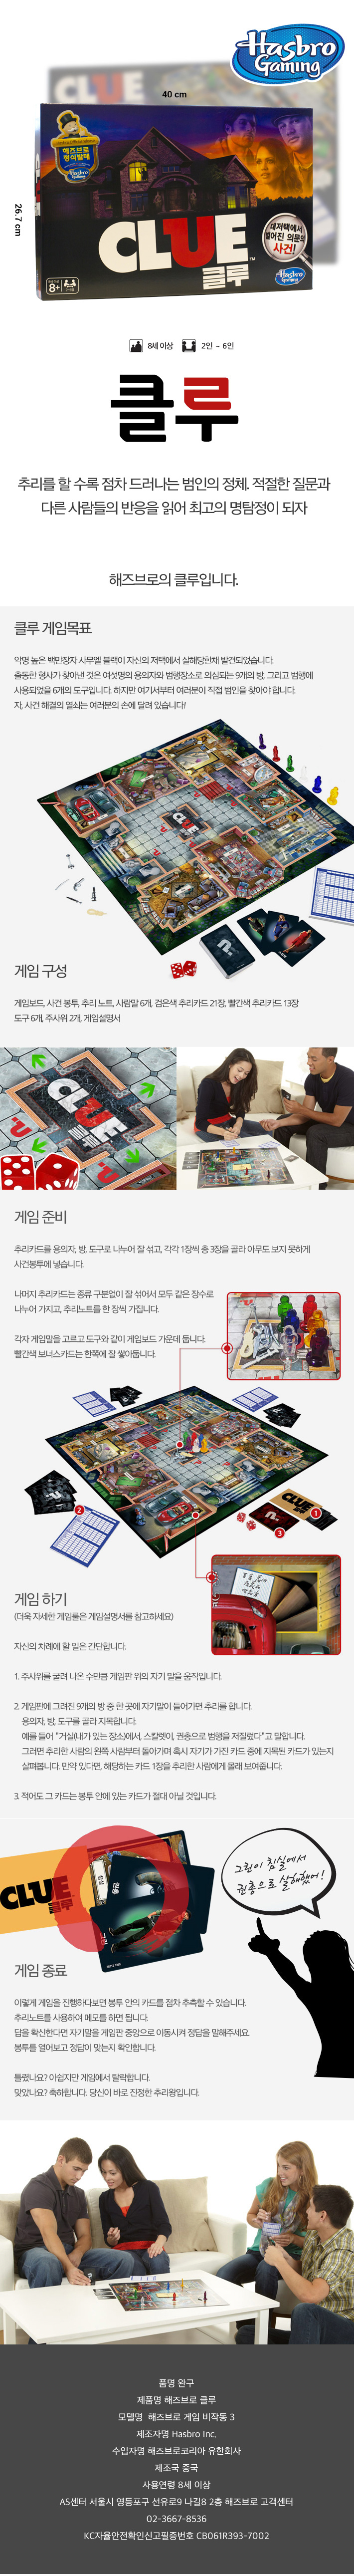 Hasbro
Gaming
CLUE
40 cm
26.7 cm
해즈브로
정식발매
Hasbro
Gaming
CLUE
클루
대저택에서
벌어진 의문의
사건!
8+
Hasbro
Gaming
8세 이상 2인 ~ 6인
클루
추리를 할 수록 점차 드러나는 범인의 정체. 적절한 질문과
다른 사람들의 반응을 읽어 최고의 명탐정이 되자
해즈브로의 클루입니다.
클루 게임목표
악명 높은 백만장자 사무엘 블랙이 자신의 저택에서 살해당한채 발견되었습니다.
출동한 형사가 찾아낸 것은 여섯명의 용의자와 범행장소로 의심되는 9개의 방, 그리고 범행에
사용되었을 6개의 도구입니다. 하지만 여기서부터 여러분이 직접 범인을 찾아야 합니다.
자, 사건 해결의 열쇠는 여러분의 손에 달려 있습니다!
CLUE
게임 구성
게임보드, 사건 봉투, 추리 노트, 사람말 6개, 검은색 추리카드 21장, 빨간색 추리카드 13장
도구 6개, 주사위 2개, 게임설명서
게임 준비
추리카드를 용의자, 방, 도구로 나누어 잘 섞고, 각각 1장씩 총 3장을 골라 아무도 보지 못하게
사건봉투에 넣습니다.
나머지 추리카드는 종류 구분없이 잘 섞어서 모두 같은 장수로
나누어 가지고, 추리노트를 한 장씩 가집니다.
각자 게임말을 고르고 도구와 같이 게임보드 가운데 둡니다.
빨간색 보너스카드는 한쪽에 잘 쌓아둡니다.
CLUE
1
2
3
게임 하기
(더욱 자세한 게임룰은 게임설명서를 참고하세요)
자신의 차례에 할 일은 간단합니다.
1. 주사위를 굴려 나온 수만큼 게임판 위의 자기 말을 움직입니다.
2. 게임판에 그려진 9개의 방 중 한 곳에 자기말이 들어가면 추리를 합니다.
용의자, 방, 도구를 골라 지목합니다.
예를 들어 "거실(내가 있는 장소)에서, 스칼렛이, 권총으로 범행을 저질렀다"고 말합니다.
그러면 추리한 사람의 왼쪽 사람부터 돌아가며 혹시 자기가 가진 카드 중에 지목된 카드가 있는지
살펴봅니다. 만약 있다면, 해당하는 카드 1장을 추리한 사람에게 몰래 보여줍니다.
3. 적어도 그 카드는 봉투 안에 있는 카드가 절대 아닐 것입니다.
CLUE
클루
침실
권총
그린
그린이 침실에서
권총으로 살해했어!
게임 종료
이렇게 게임을 진행하다보면 봉투 안의 카드를 점차 추측할 수 있습니다.
추리노트를 사용하여 메모를 하면 됩니다.
답을 확신한다면 자기말을 게임판 중앙으로 이동시켜 정답을 말해주세요.
봉투를 열어보고 정답이 맞는지 확인합니다.
틀렸나요? 아쉽지만 게임에서 탈락합니다.
맞았나요? 축하합니다. 당신이 바로 진정한 추리왕입니다.
품명 완구
제품명 해즈브로 클루
모델명 해즈브로 게임 비작동 3
제조자명 Hasbro Inc.
수입자명 해즈브로코리아 유한회사
제조국 중국
사용연령 8세 이상
AS센터 서울시 영등포구 선유로9 나길8 2층 해즈브로 고객센터
02-3667-8536
KC자율안전확인신고필증번호 CB061R393-7002